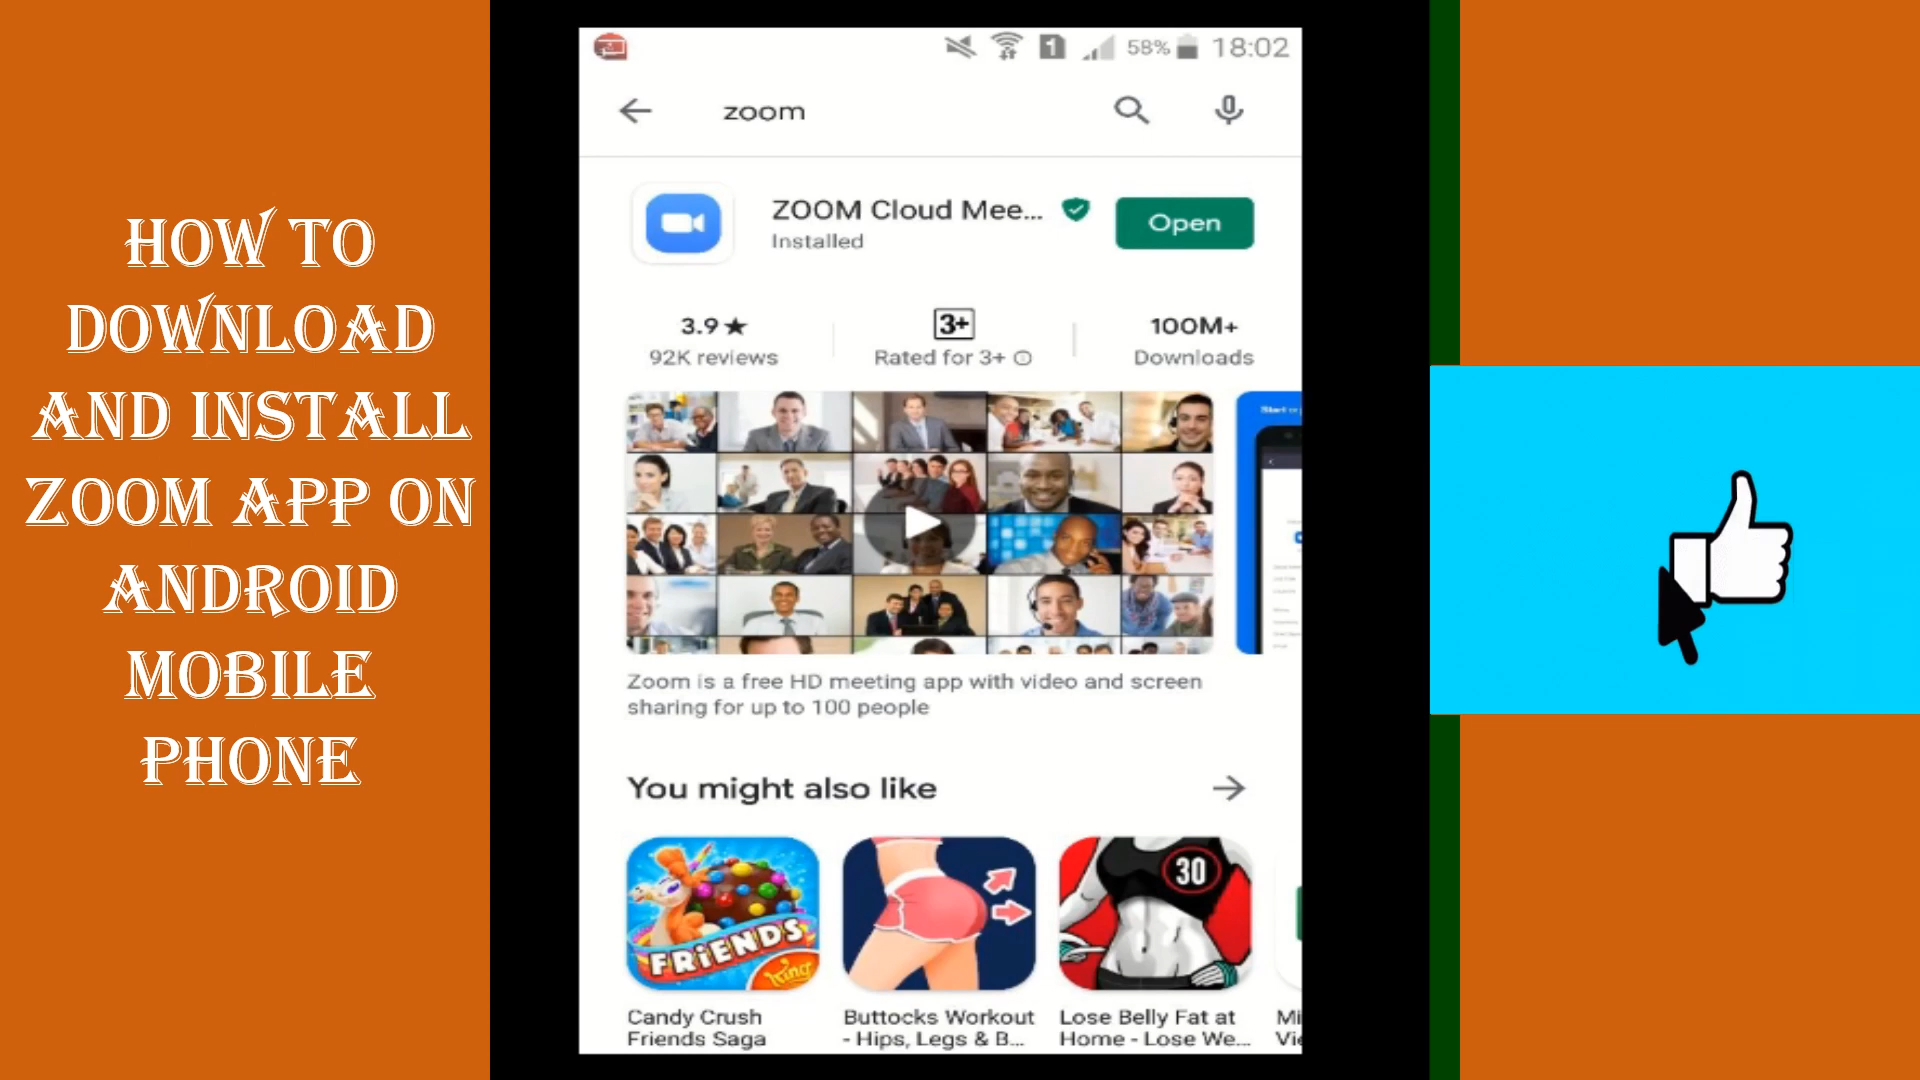 HOW TO
DOWNLOAD
AND INSTALL
ZOOM APP ON
ANDROID
MOBILE
PHONE
1 58% 18:02
zoom
ZOOM Cloud Mee...
Installed
Open
3.9★
92K reviews
3+
Rated for 3+
100M+
Downloads
Start
Zoom is a free HD meeting app with video and screen
sharing for up to 100 people
You might also like
FRIENDS
King
30
Candy Crush
Friends Saga
Buttocks Workout
- Hips, Legs & B...
Lose Belly Fat at
Home - Lose We...